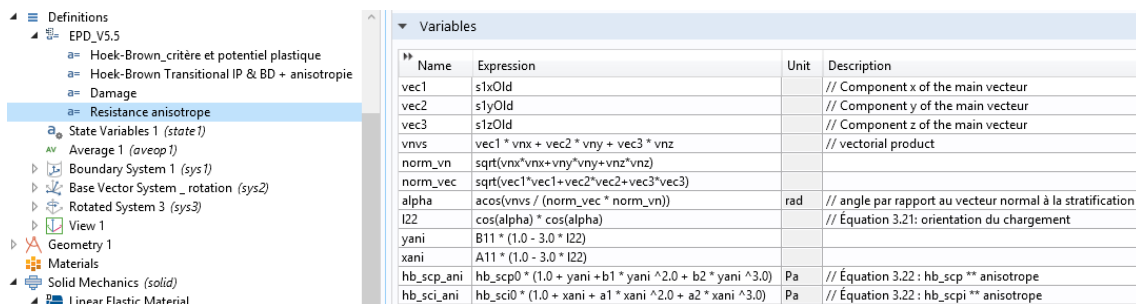 Definitions
EPD_V5.5
a= Hoek-Brown_critère et potentiel plastique
a= Hoek-Brown Transitional IP & BD + anisotropie
a= Damage
a= Resistance anisotrope
State Variables 1 (state1)
Average 1 (aveop1)
Boundary System 1 (sys1)
Base Vector System _ rotation (sys2)
Rotated System 3 (sys3)
View 1
Geometry 1
Materials
Solid Mechanics (solid)
Linear Elastic Material
Variables
Name Expression Unit Description
vec1 s1xOld // Component x of the main vecteur
vec2 s1yOld // Component y of the main vecteur
vec3 s1zOld // Component z of the main vecteur
vnvs vec1 * vnx + vec2 * vny + vec3 * vnz // vectorial product
norm_vn sqrt(vnx*vnx+vny*vny+vnz*vnz)
norm_vec sqrt(vec1*vec1+vec2*vec2+vec3*vec3)
alpha acos(vnvs / (norm_vec * norm_vn)) rad // angle par rapport au vecteur normal à la stratification
l22 cos(alpha) * cos(alpha) // Équation 3.21: orientation du chargement
yani B11 * (1.0 - 3.0 * l22)
xani A11 * (1.0 - 3.0 * l22)
hb_scp_ani hb_scp0 * (1.0 + yani +b1 * yani ^2.0 + b2 * yani ^3.0) Pa // Équation 3.22 : hb_scp ** anisotrope
hb_sci_ani hb_sci0 * (1.0 + xani + a1 * xani ^2.0 + a2 * xani ^3.0) Pa // Équation 3.22 : hb_scpi ** anisotrope